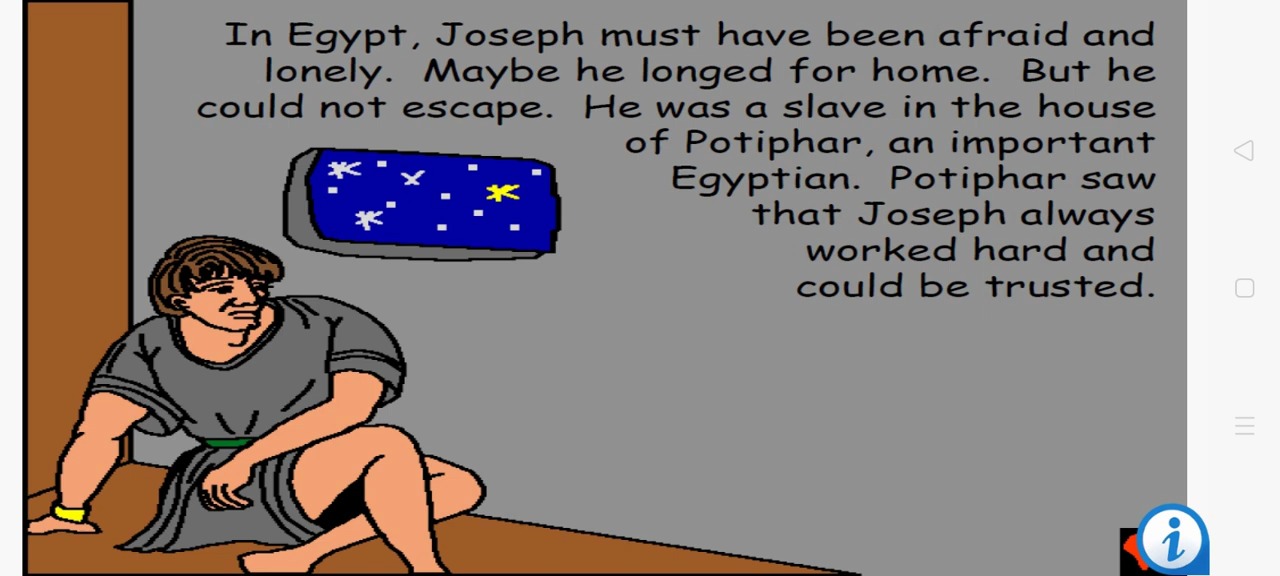 In Egypt, Joseph must have been afraid and
lonely.  Maybe he longed for home.  But he
could not escape.  He was a slave in the house
of Potiphar, an important
Egyptian.  Potiphar saw
that Joseph always
worked hard and
could be trusted.
i